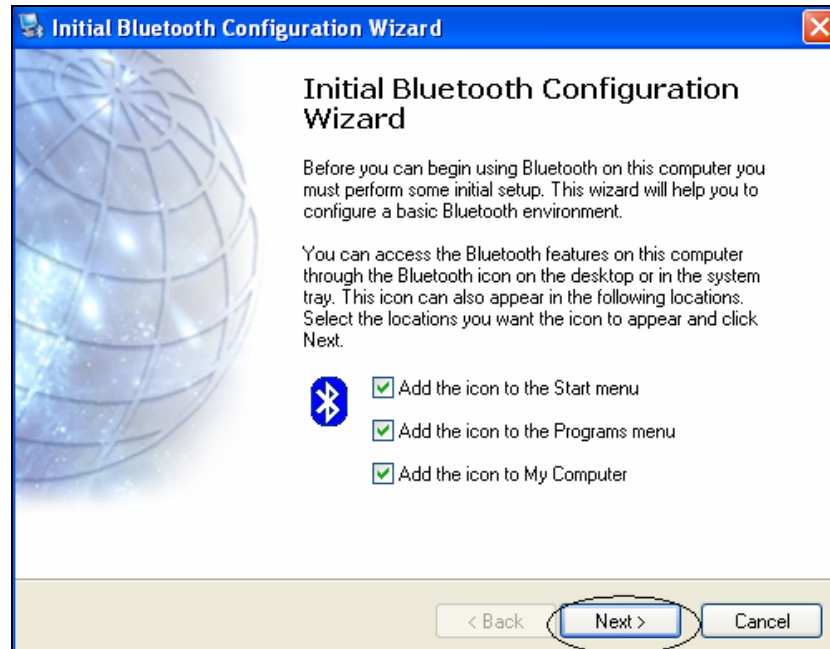 Initial Bluetooth Configuration Wizard
Initial Bluetooth Configuration
Wizard
Before you can begin using Bluetooth on this computer you
must perform some initial setup. This wizard will help you to
configure a basic Bluetooth environment.
You can access the Bluetooth features on this computer
through the Bluetooth icon on the desktop or in the system
tray. This icon can also appear in the following locations.
Select the locations you want the icon to appear and click
Next.
Add the icon to the Start menu
Add the icon to the Programs menu
Add the icon to My Computer
< Back Next > Cancel